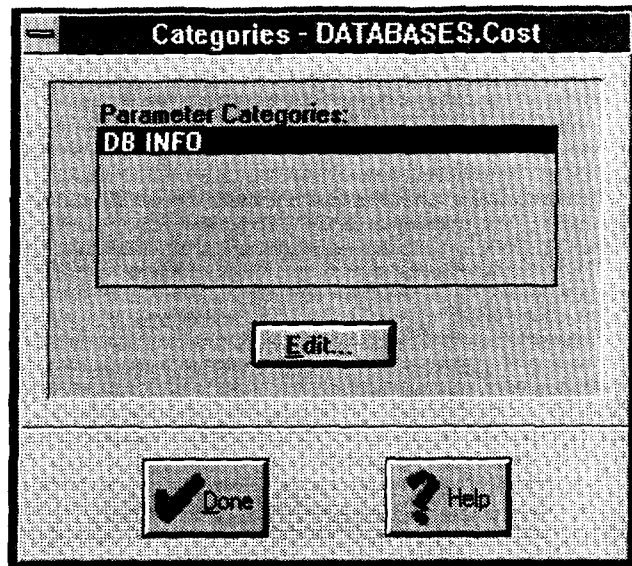 Categories - DATABASES.Cost
Parameter Categories:
DB INFO
Edit...
Done
Help